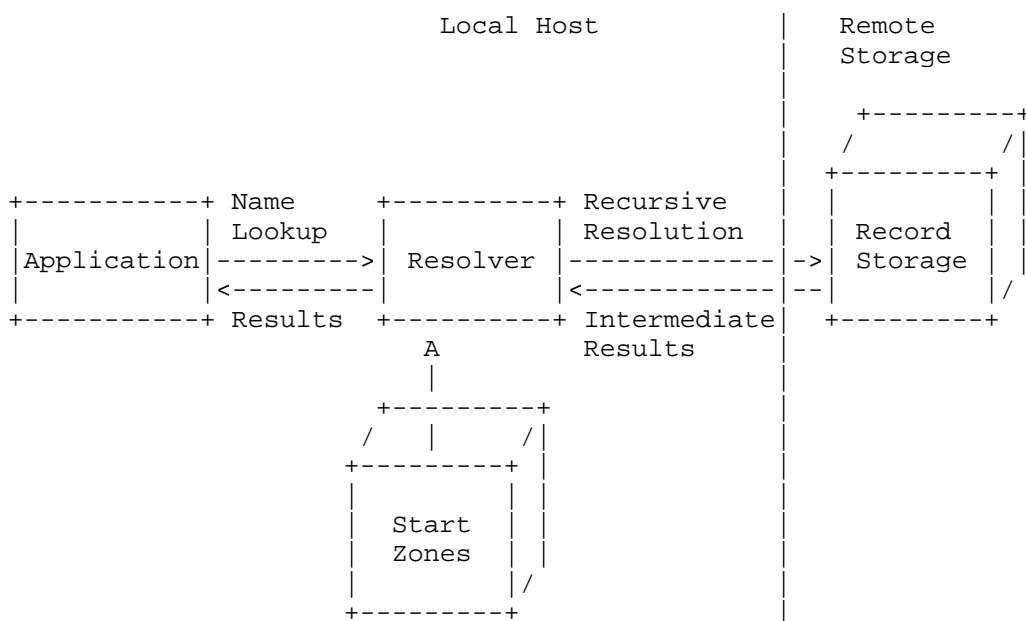 Local Host
Remote
Storage
Name
Lookup
Application
Results
Resolver
Recursive
Resolution
Intermediate
Results
Record
Storage
A
Start
Zones